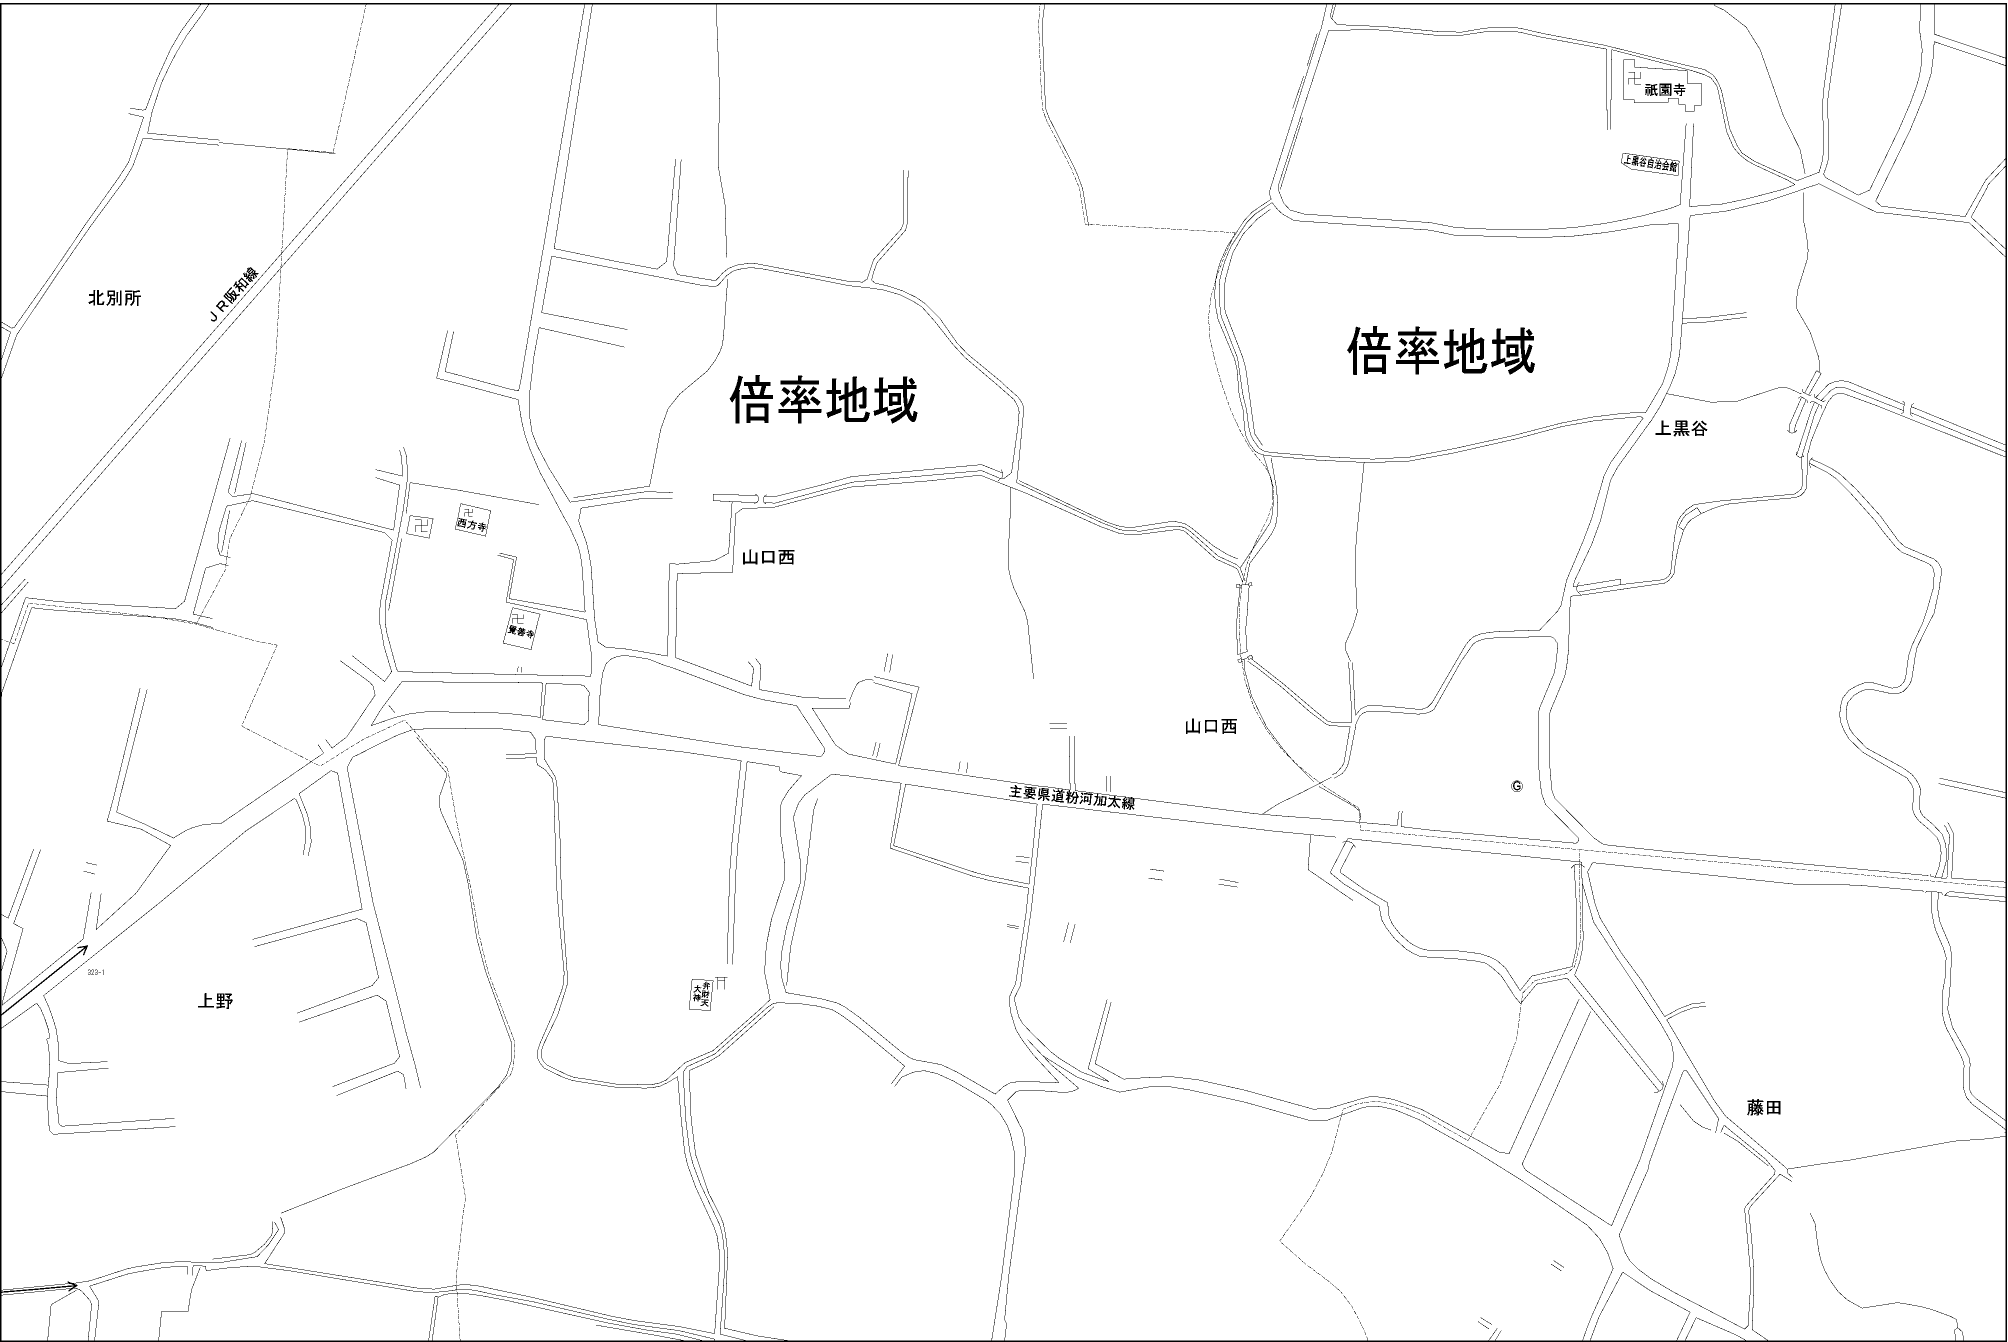 祇園寺
上黒谷自治会館
北別所
JR阪和線
倍率地域
倍率地域
上黒谷
西方寺
山口西
覺善寺
山口西
G
主要県道粉河加太線
323-1
上野
弁財天
大神
藤田